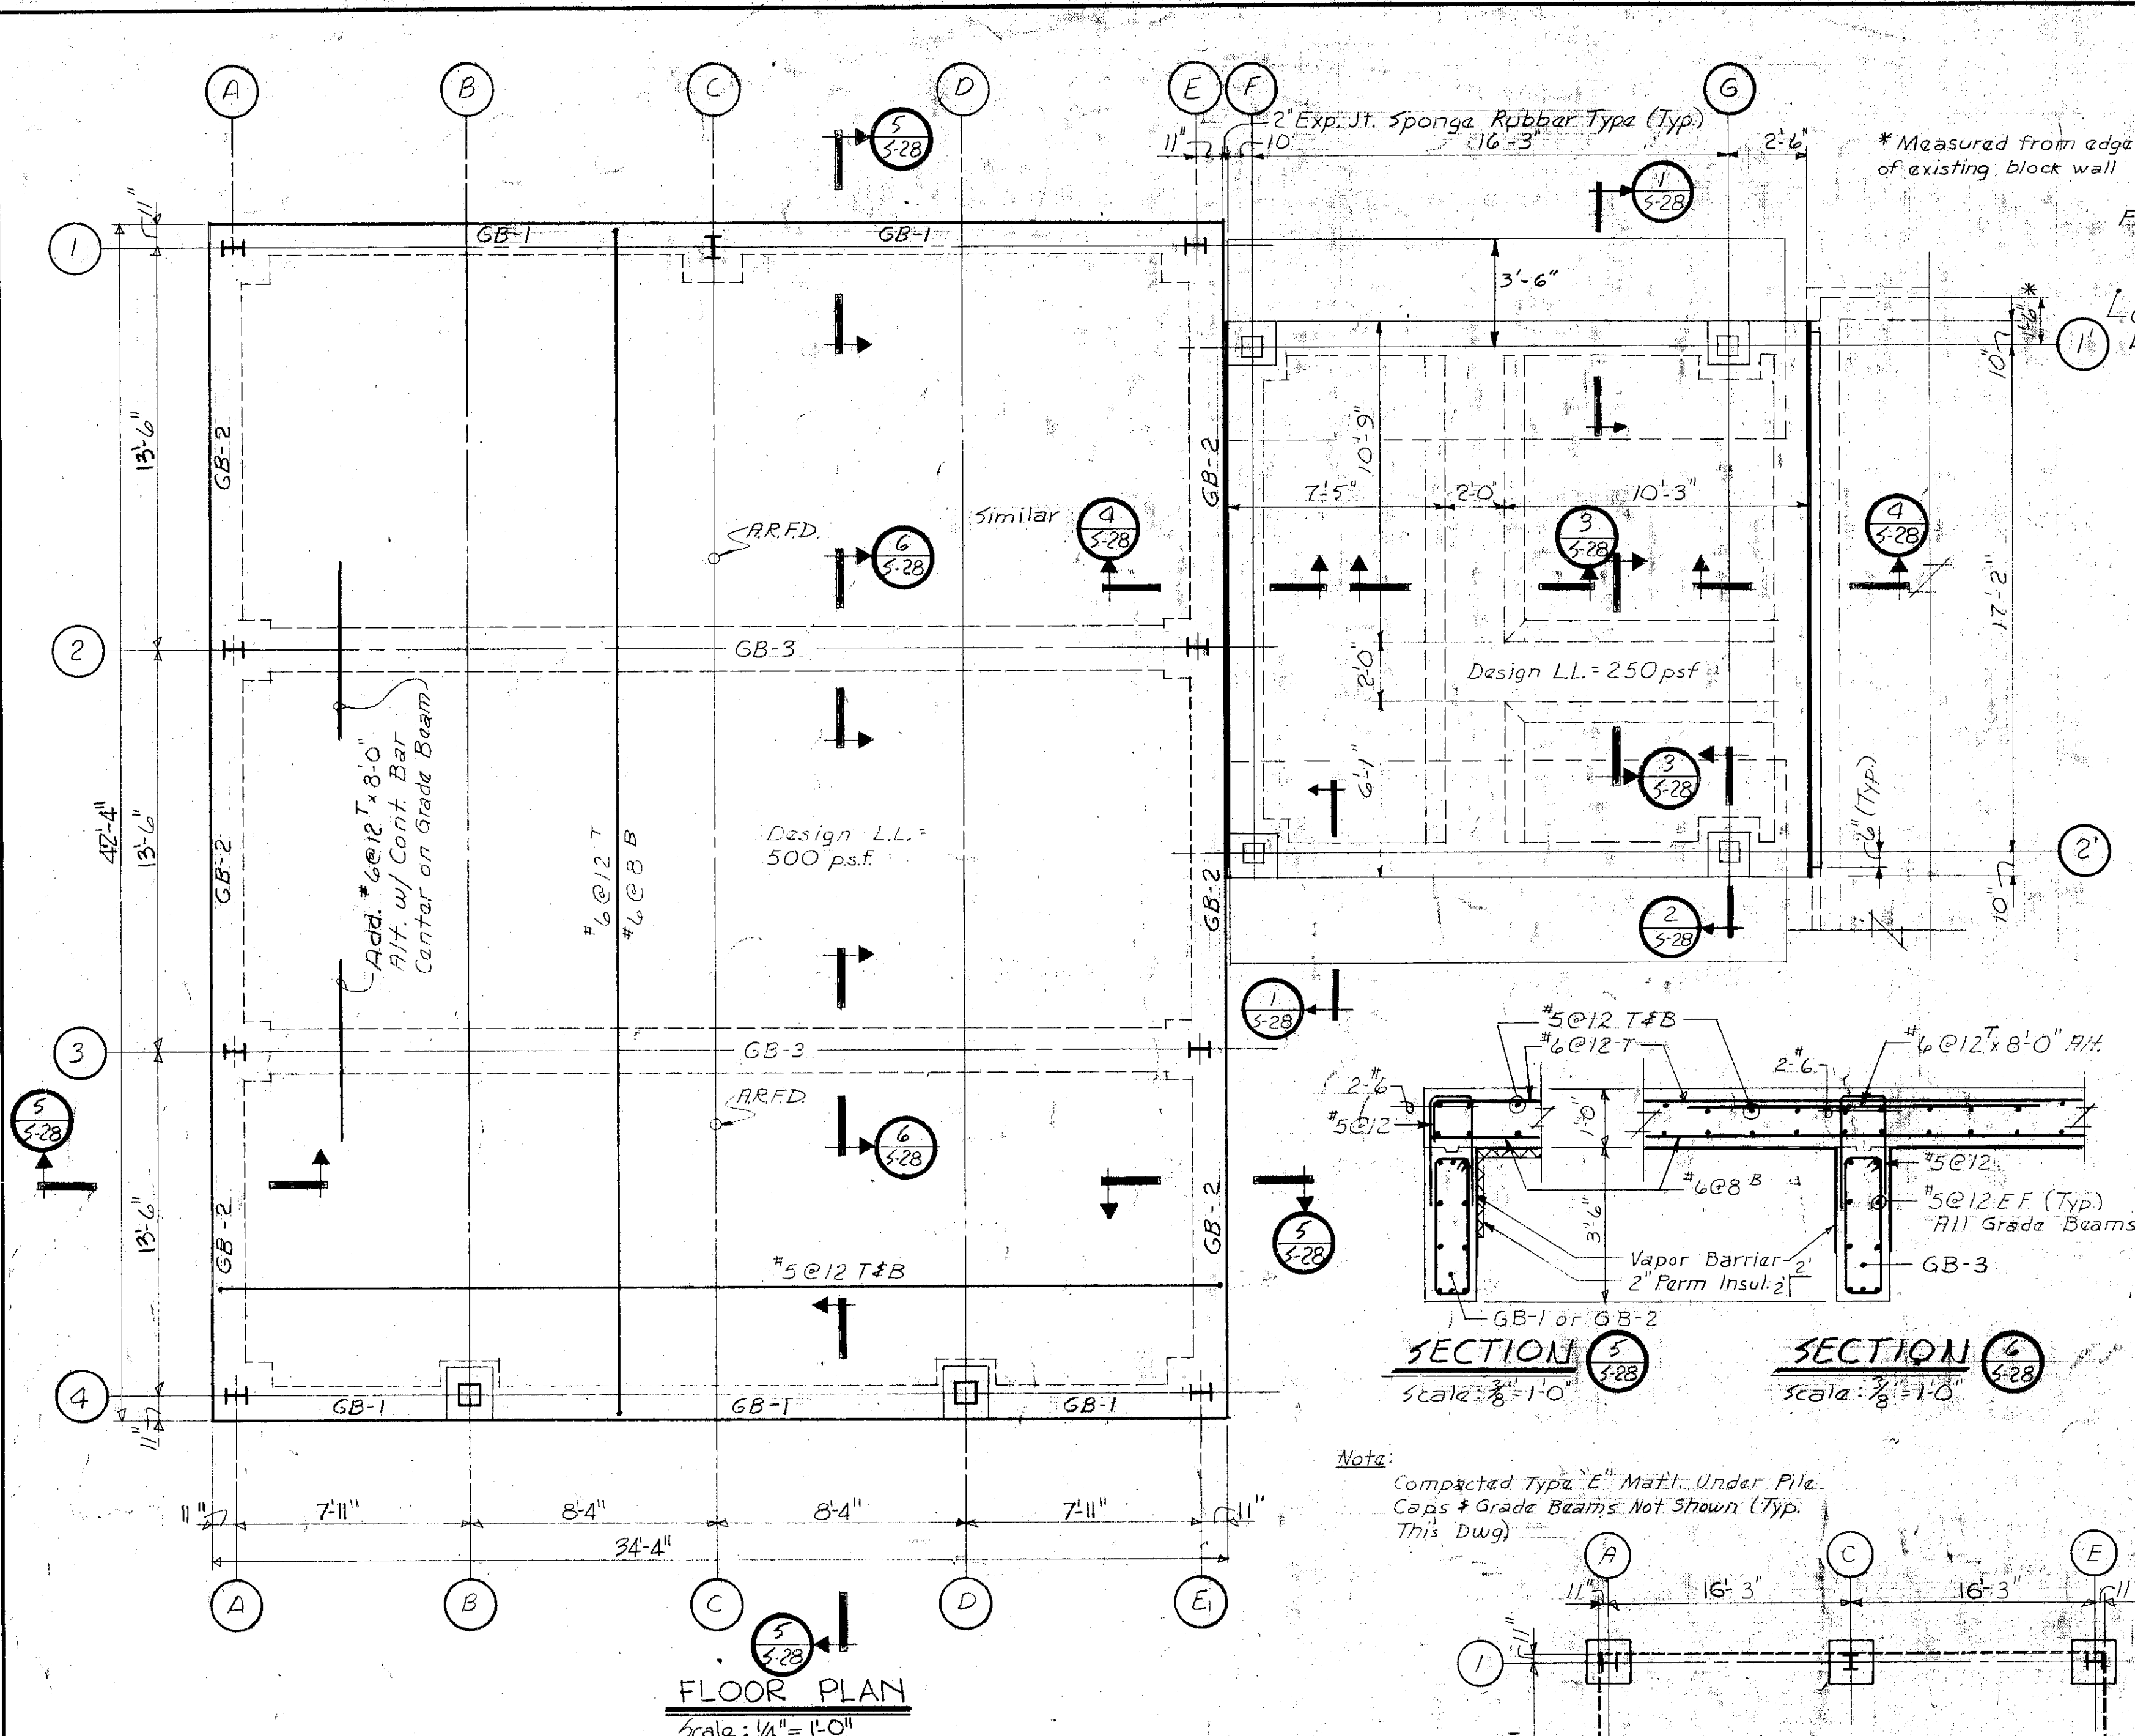 A
B
C
D
E
F
G
5
S-28
2" Exp. Jt. Sponge Rubber Type (Typ.)
11"
10"
16'-3"
2'-6"
* Measured from edge
of existing block wall
1
S-28
11"
1
GB-1
GB-1
3'-6"
1'-6" *
10"
1'
13'-6"
GB-2
GB-2
10'-9"
7'-5"
2'-0"
10'-3"
Similar
4
S-28
3
S-28
4
S-28
A.R.F.D.
6
S-28
17'-2"
2
GB-3
2'-0"
Design L.L. = 250 psf
Add. #6@12 T x 8'-0"
Alt. w/ Cont. Bar
Center on Grade Beam
42'-4"
13'-6"
GB-2
#6@12 T
#6@8 B
Design L.L. =
500 p.s.f.
GB-2
6'-1"
3
S-28
6" (Typ.)
2'
10"
2
S-28
1
S-28
3
GB-3
A.R.F.D.
6
S-28
5
S-28
13'-6"
GB-2
GB-2
5
S-28
#5@12 T&B
4
GB-1
GB-1
GB-1
11"
11"
7'-11"
8'-4"
8'-4"
7'-11"
11"
34'-4"
A
B
C
D
E1
5
S-28
FLOOR PLAN
Scale: 1/4" = 1'-0"
#5@12 T&B
#6@12 T
#6@12 T x 8'-0" Alt.
2-#6
2-#6
#5@12
1'-0"
#6@8 B
#5@12
#5@12 E.F. (Typ.)
All Grade Beams
3'-6"
Vapor Barrier
2'
2" Perm Insul.
2'
GB-3
GB-1 or GB-2
SECTION
5
S-28
Scale: 3/8" = 1'-0"
SECTION
6
S-28
Scale: 3/8" = 1'-0"
Note:
Compacted Type "E" Mat'l. Under Pile
Caps & Grade Beams Not Shown (Typ.
This Dwg)
A
C
E
11"
16'-3"
16'-3"
11
11"
1